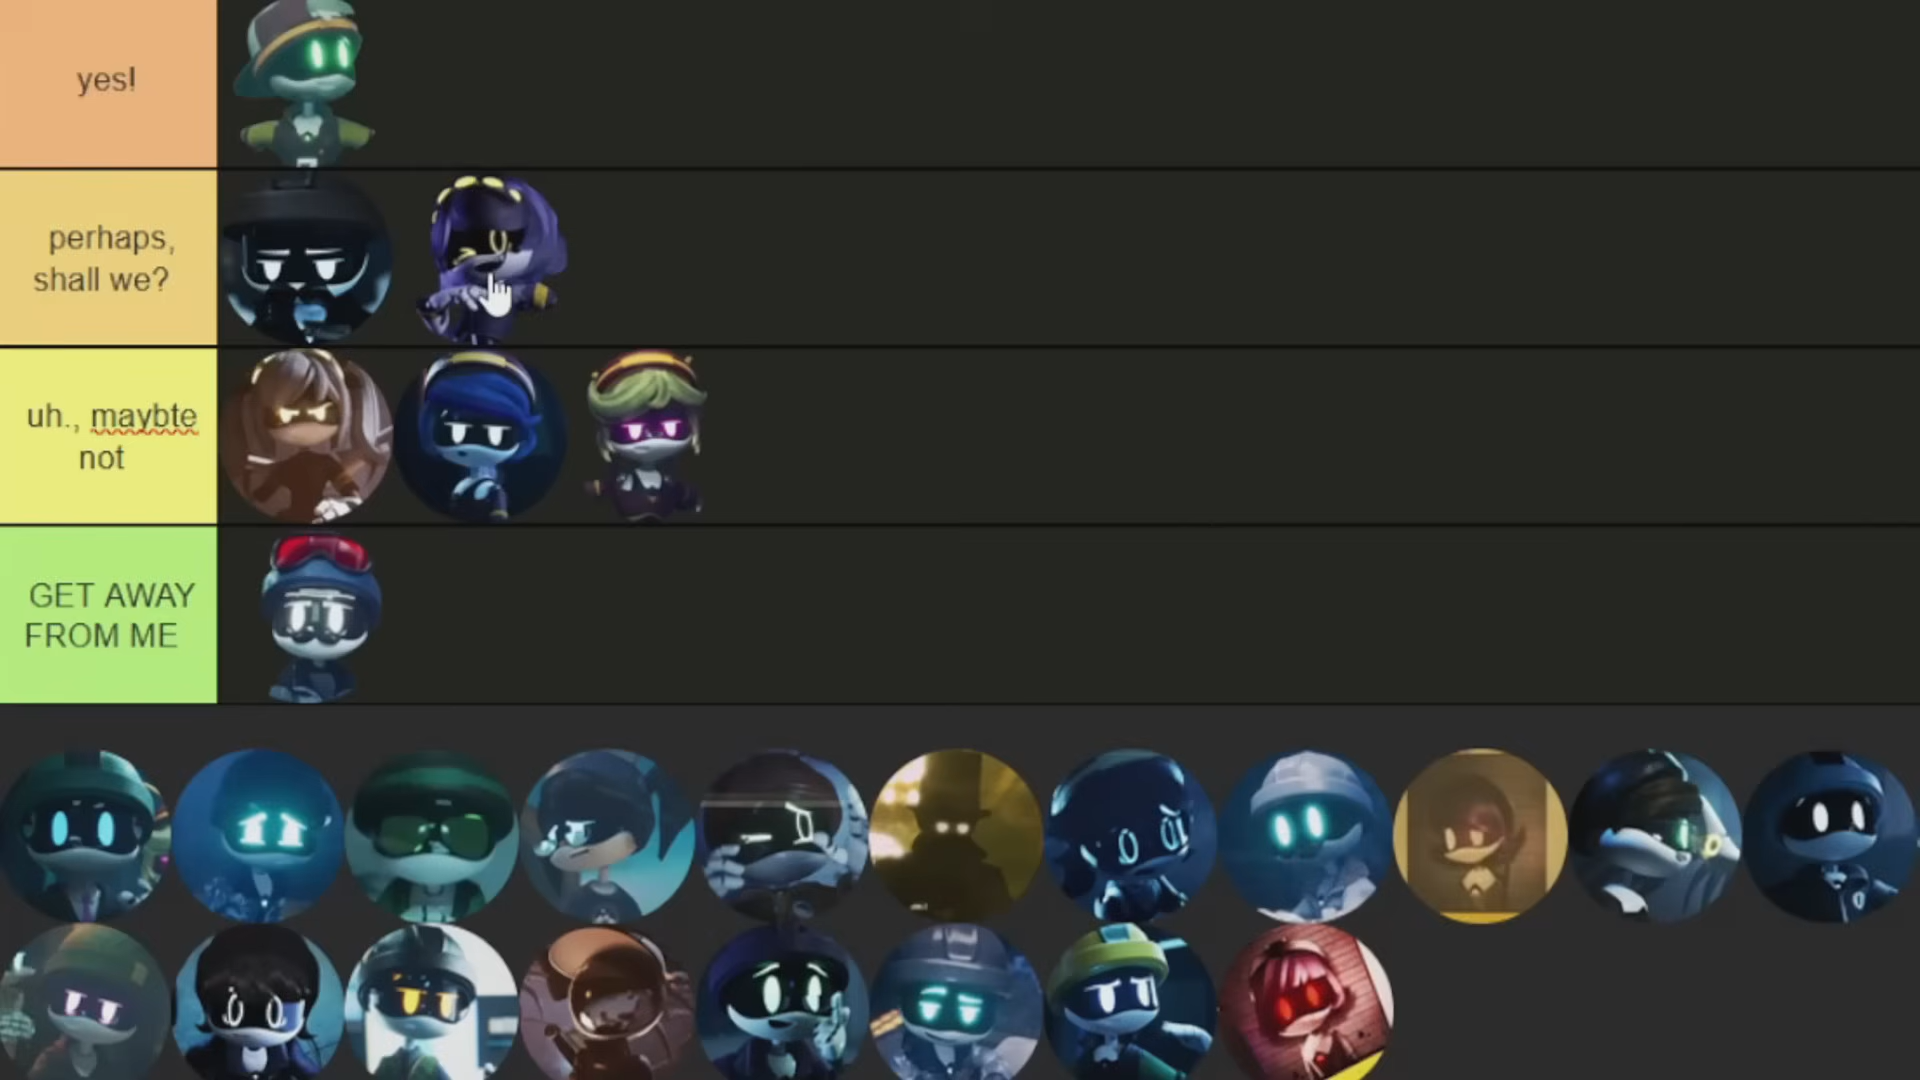 yes!
perhaps,
shall we?
uh., maybte
not
GET AWAY
FROM ME